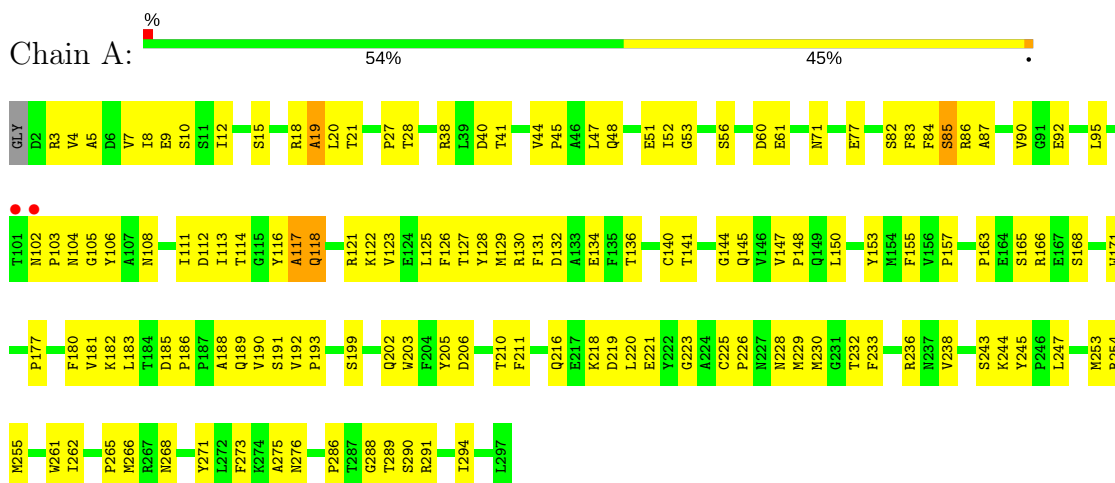 %
Chain A:
54% 45% •
GLY D2 R3 V4 A5 D6 V7 I8 E9 S10 S11 I12 S15 R18 A19 L20 T21 P27 T28 R38 L39 D40 T41 V44 P45 A46 L47 Q48 E51 I52 G53 S56 D60 E61 N71 E77 S82 F83 F84 S85 R86 A87 V90 G91 E92 L95
T101 N102 P103 N104 G105 Y106 A107 N108 I111 D112 I113 T114 G115 Y116 A117 Q118 R121 K122 V123 E124 L125 F126 T127 Y128 M129 R130 F131 D132 A133 E134 F135 T136 C140 T141 G144 Q145 V146 V147 P148 Q149 L150 Y153 M154 F155 V156 P157 P163 E164 S165 R166 E167 S168
P177 F180 V181 K182 L183 T184 D185 P186 P187 A188 Q189 V190 S191 V192 P193 S199 Q202 W203 F204 Y205 D206 T210 F211 Q216 E217 K218 D219 L220 E221 Y222 G223 A224 C225 P226 N227 N228 M229 M230 G231 T232 F233 R236 N237 V238 S243 K244 Y245 P246 L247 M253
M255 W261 I262 P265 M266 R267 N268 Y271 L272 F273 K274 A275 N276 P286 T287 G288 T289 S290 R291 I294 L297